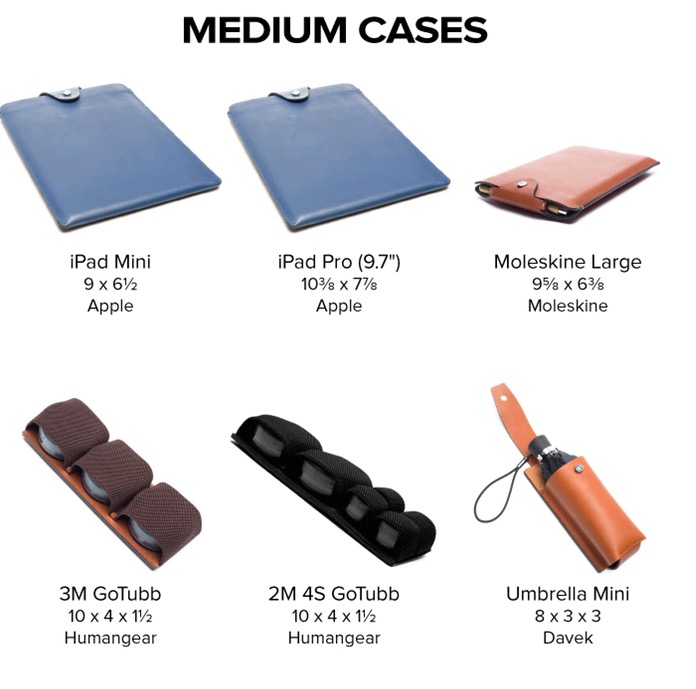 MEDIUM CASES
iPad Mini
9 x 6½
Apple
iPad Pro (9.7")
10⅜ x 7⅞
Apple
Moleskine Large
9⅝ x 6⅜
Moleskine
3M GoTubb
10 x 4 x 1½
Humangear
2M 4S GoTubb
10 x 4 x 1½
Humangear
Umbrella Mini
8 x 3 x 3
Davek